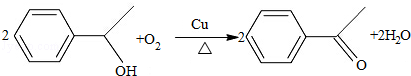 2 OH +O₂ Cu △ 2 O +2H₂O